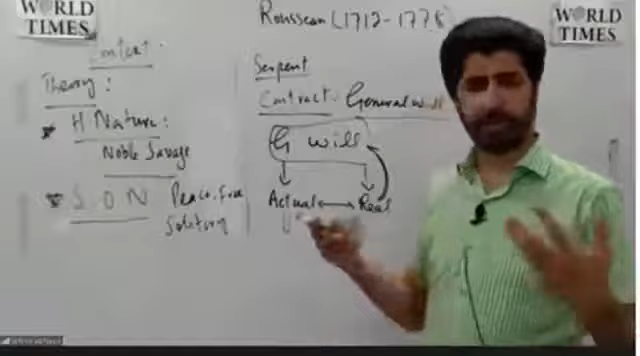 WORLD
TIMES
Context.
Theory:
H Nature:
Noble Savage
S.O N Peace, Free
Solitary
Rousseau (1712-1778)
Serpent
Contract. General will
G will
Actual Real
WORLD
TIMES